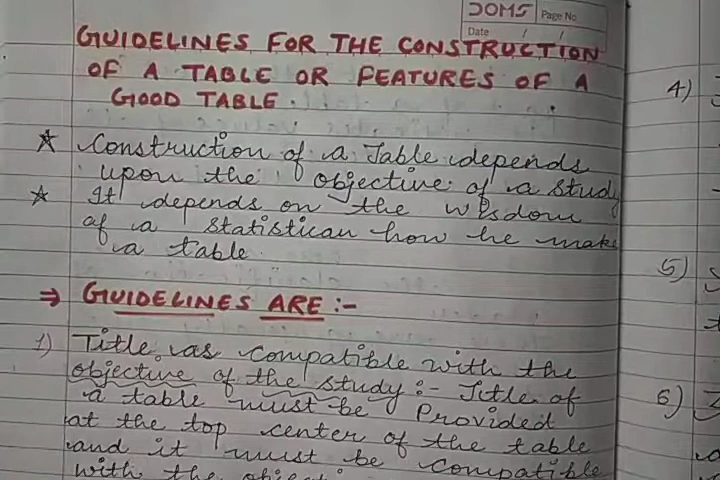 DOMS Page No
Date / /
GUIDELINES FOR THE CONSTRUCTION
OF A TABLE OR FEATURES OF A
GOOD TABLE.
☆ Construction of a Table depends
upon the objective of a study
☆ It depends on the wisdom
of a statistican how he make
a table.
⇒ GUIDELINES ARE :-
1) Title as compatible with the
objective of the study :- Title of
a table must be Provided
at the top center of the table
and it must be compatible
with the
4)
5)
6)